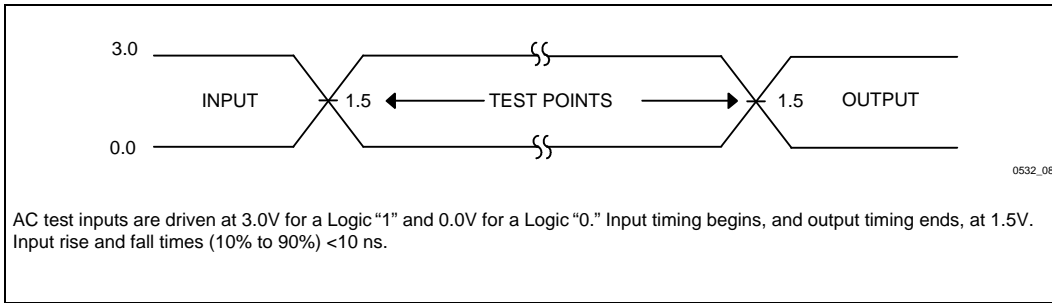 3.0
INPUT 1.5 TEST POINTS 1.5 OUTPUT
0.0
0532_08
AC test inputs are driven at 3.0V for a Logic “1” and 0.0V for a Logic “0.” Input timing begins, and output timing ends, at 1.5V.
Input rise and fall times (10% to 90%) <10 ns.